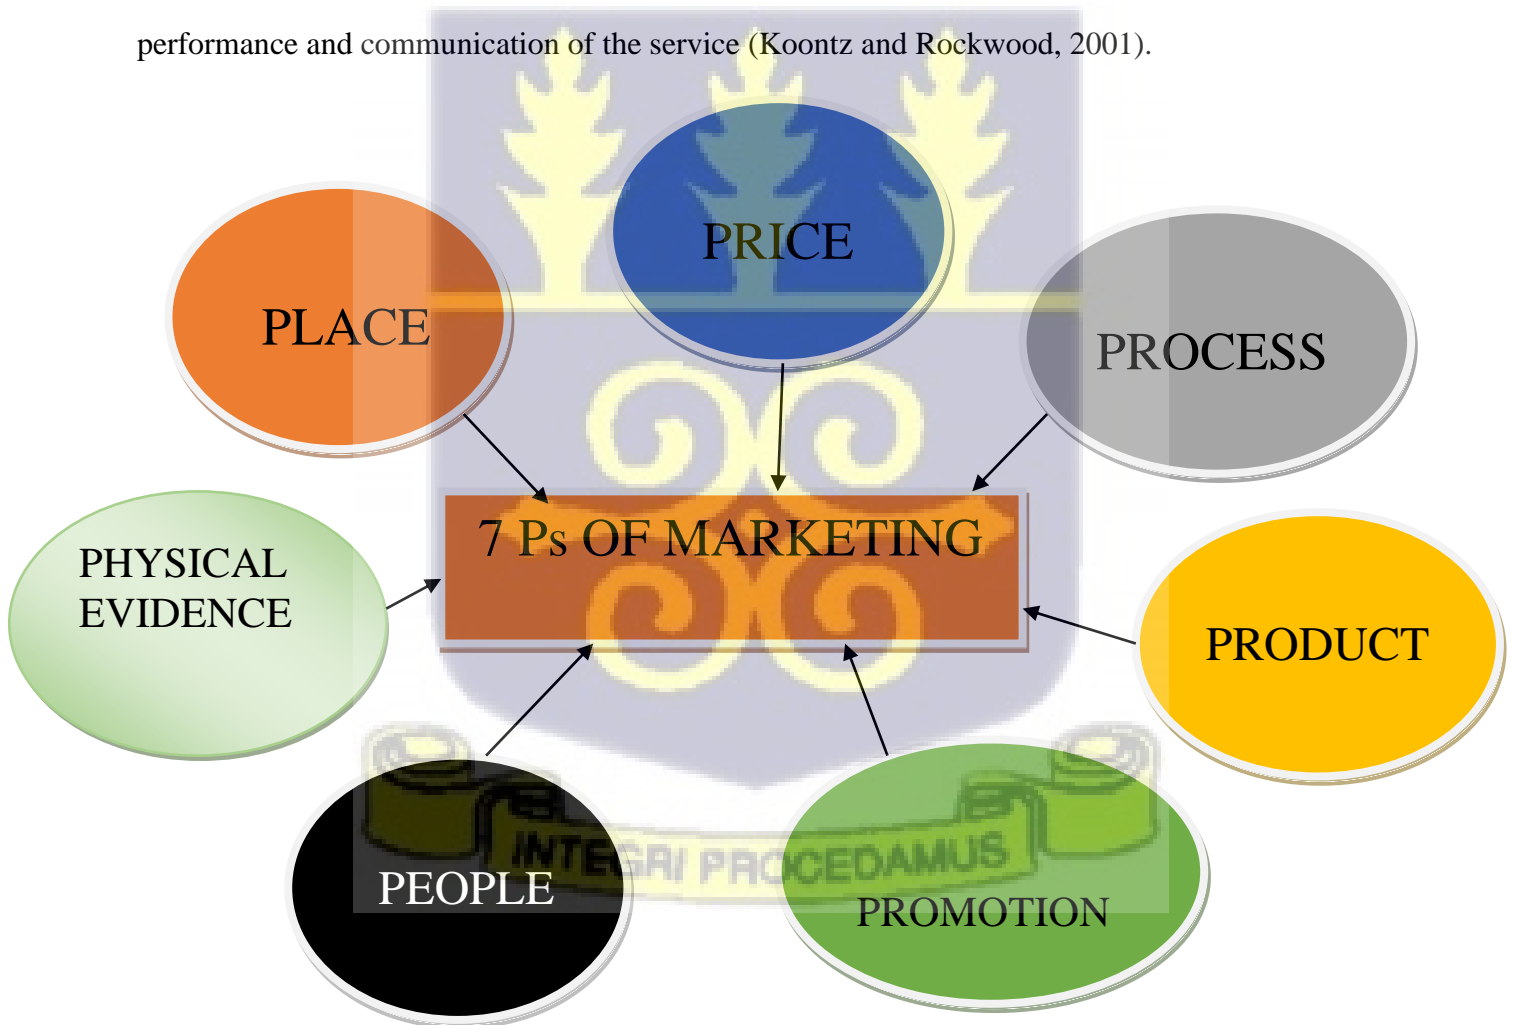 performance and communication of the service (Koontz and Rockwood, 2001).
PRICE
PLACE
PROCESS
7 Ps OF MARKETING
PHYSICAL
EVIDENCE
PRODUCT
INTEGRI PROCEDAMUS
PEOPLE
PROMOTION